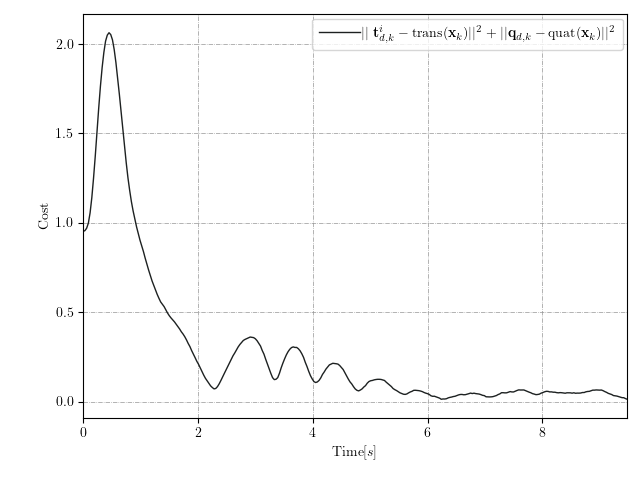 || t^i_{d,k} − trans(x_k)||^2 + ||q_{d,k} − quat(x_k)||^2
2.0
1.5
1.0
0.5
0.0
Cost
0 2 4 6 8
Time[s]